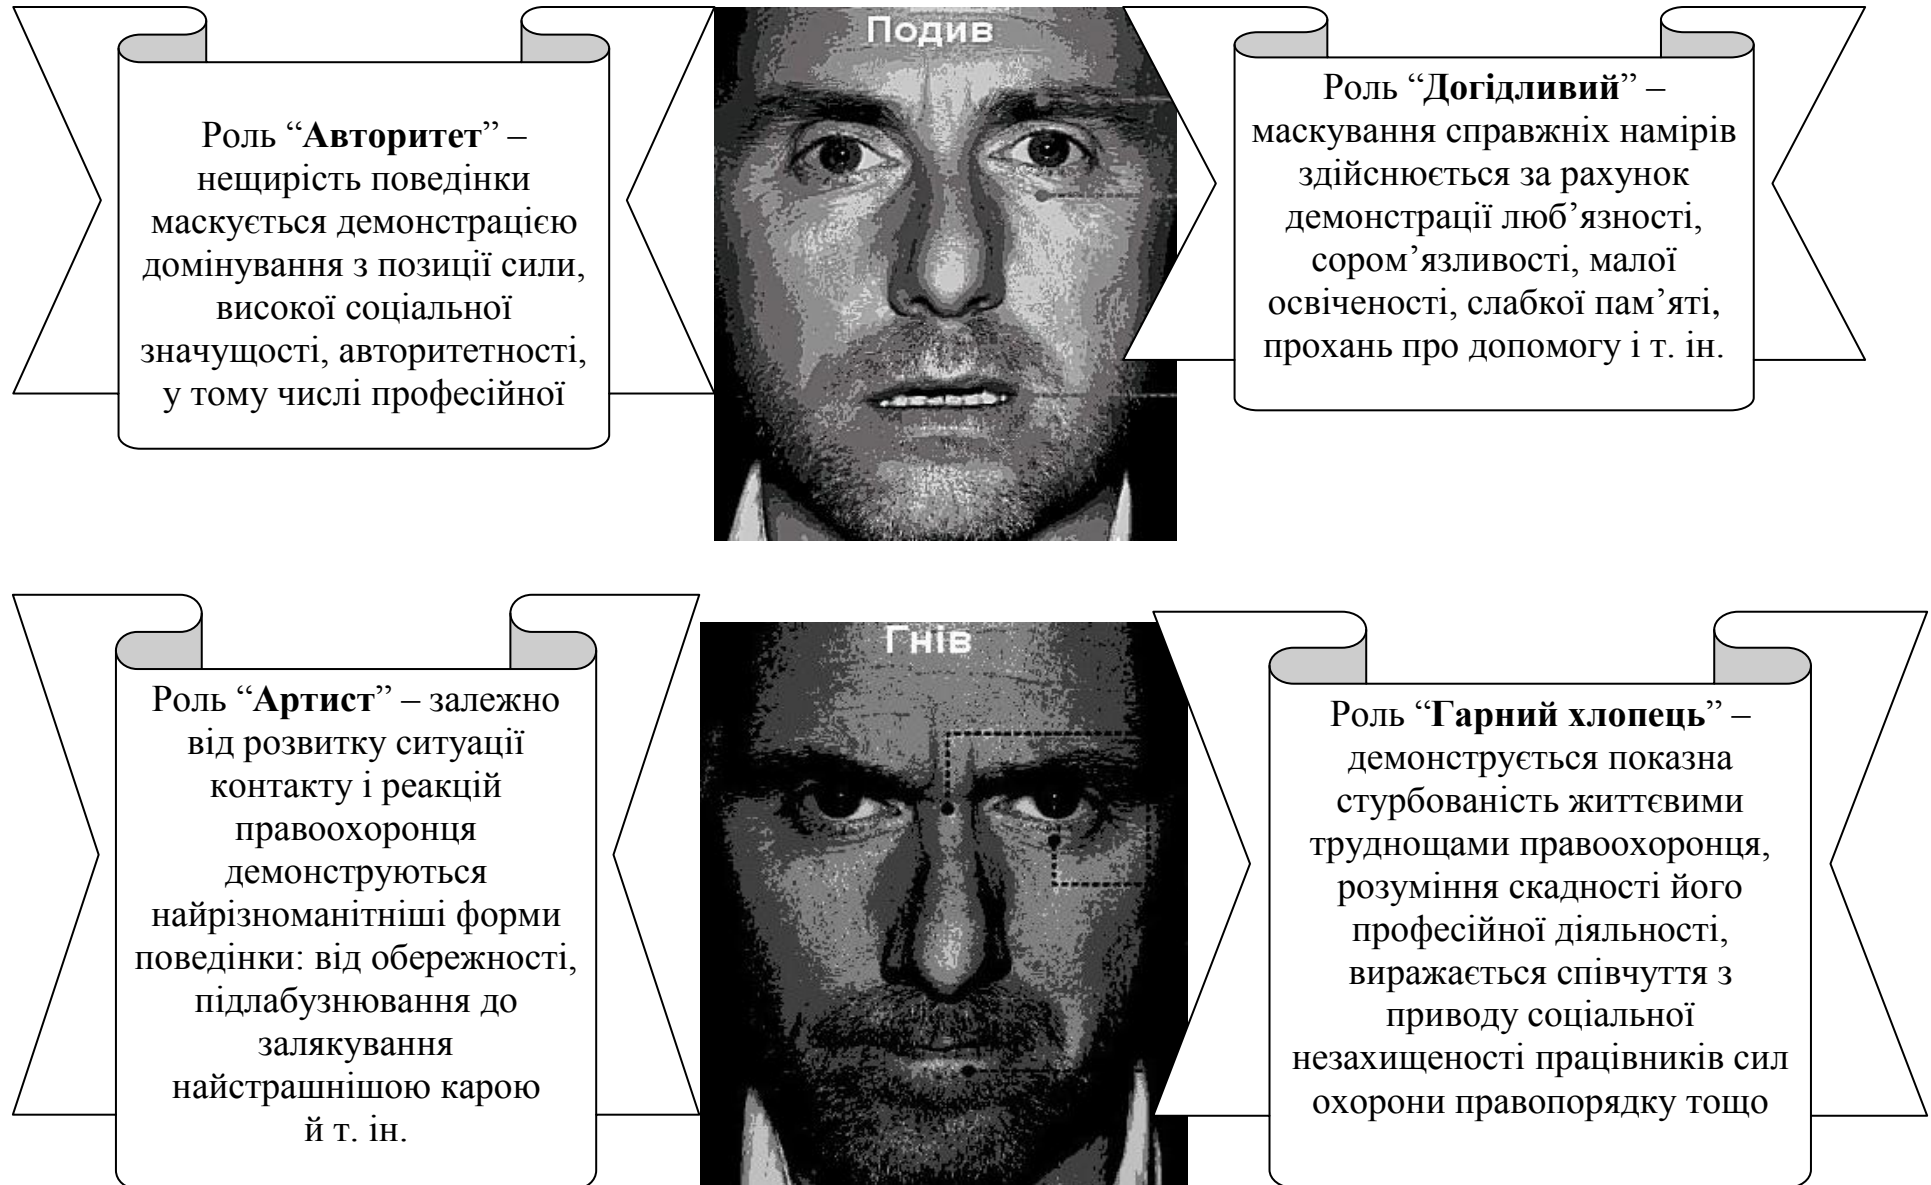 Роль “Авторитет” –
нещирість поведінки
маскується демонстрацією
домінування з позиції сили,
високої соціальної
значущості, авторитетності,
у тому числі професійної
Подив
Роль “Догідливий” –
маскування справжніх намірів
здійснюється за рахунок
демонстрації люб’язності,
сором’язливості, малої
освіченості, слабкої пам’яті,
прохань про допомогу і т. ін.
Роль “Артист” – залежно
від розвитку ситуації
контакту і реакцій
правоохоронця
демонструються
найрізноманітніші форми
поведінки: від обережності,
підлабузнювання до
залякування
найстрашнішою карою
й т. ін.
Гнів
Роль “Гарний хлопець” –
демонструється показна
стурбованість життєвими
труднощами правоохоронця,
розуміння скадності його
професійної діяльності,
виражається співчуття з
приводу соціальної
незахищеності працівників сил
охорони правопорядку тощо